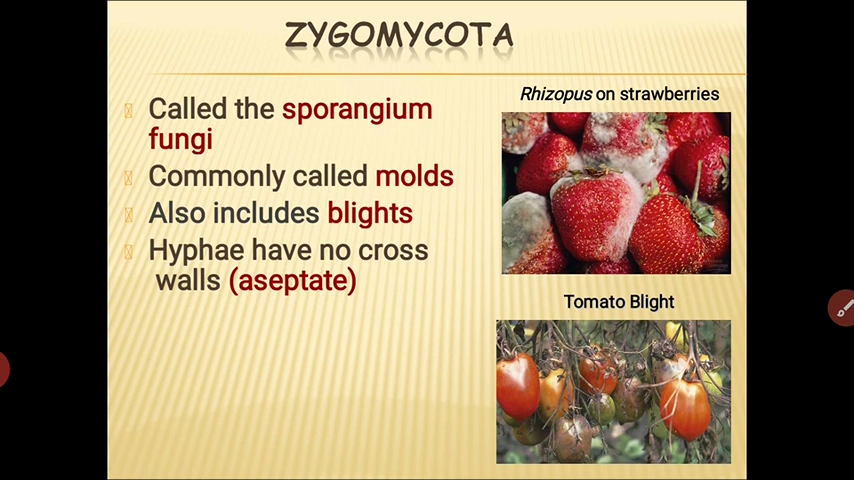 ZYGOMYCOTA
Called the sporangium
fungi
Commonly called molds
Also includes blights
Hyphae have no cross
walls (aseptate)
Rhizopus on strawberries
Tomato Blight